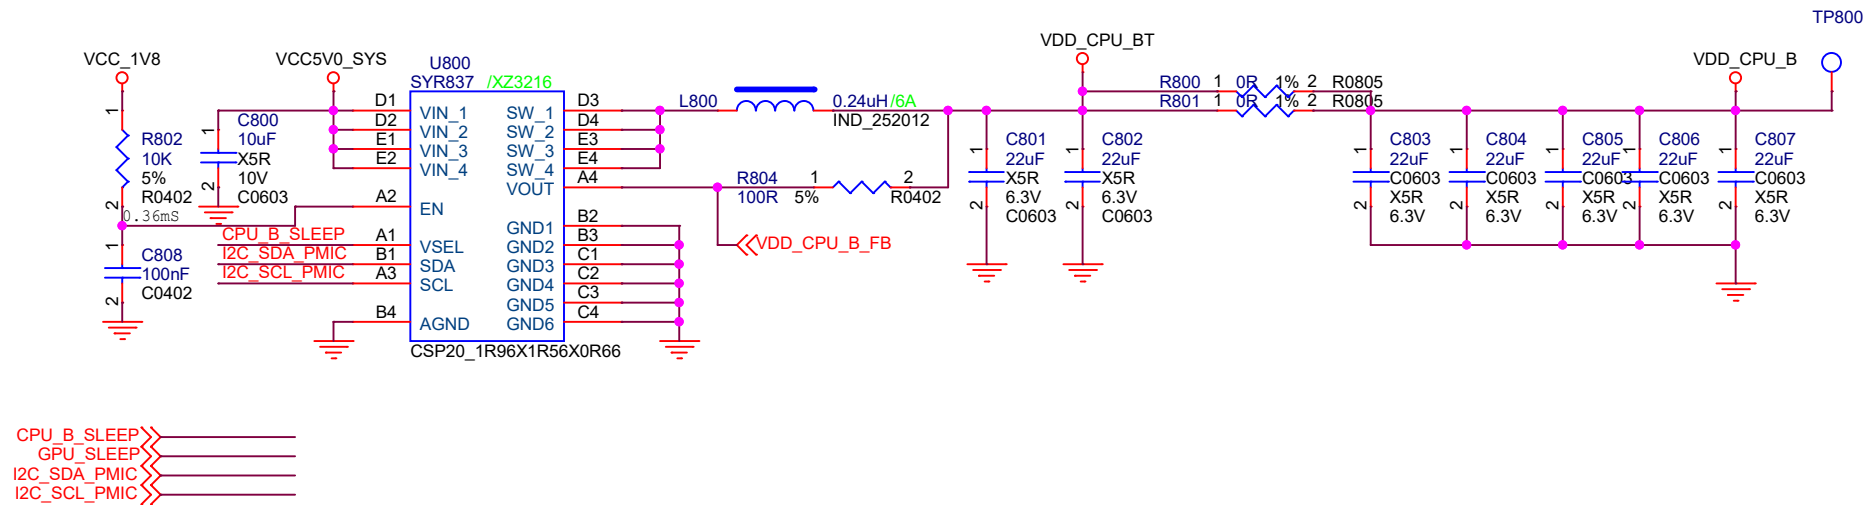 TP800
VCC_1V8
VCC5V0_SYS
U800
SYR837 /XZ3216
VDD_CPU_BT
VDD_CPU_B
1
R802
10K
5%
R0402
2
0.36mS
1
C808
100nF
C0402
2
1
C800
10uF
X5R
10V
C0603
2
D1 VIN_1
D2 VIN_2
E1 VIN_3
E2 VIN_4
A2 EN
CPU_B_SLEEP A1 VSEL
I2C_SDA_PMIC B1 SDA
I2C_SCL_PMIC A3 SCL
B4 AGND
SW_1 D3
SW_2 D4
SW_3 E3
SW_4 E4
VOUT A4
GND1 B2
GND2 B3
GND3 C1
GND4 C2
GND5 C3
GND6 C4
CSP20_1R96X1R56X0R66
L800 0.24uH/6A
IND_252012
R804 1 2
100R 5% R0402
VDD_CPU_B_FB
R800 1 0R 1% 2 R0805
R801 1 0R 1% 2 R0805
1
C801
22uF
X5R
6.3V
C0603
2
1
C802
22uF
X5R
6.3V
C0603
2
1
C803
22uF
C0603
X5R
6.3V
2
1
C804
22uF
C0603
X5R
6.3V
2
1
C805
22uF
C0603
X5R
6.3V
2
1
C806
22uF
C0603
X5R
6.3V
2
1
C807
22uF
C0603
X5R
6.3V
2
CPU_B_SLEEP
GPU_SLEEP
I2C_SDA_PMIC
I2C_SCL_PMIC